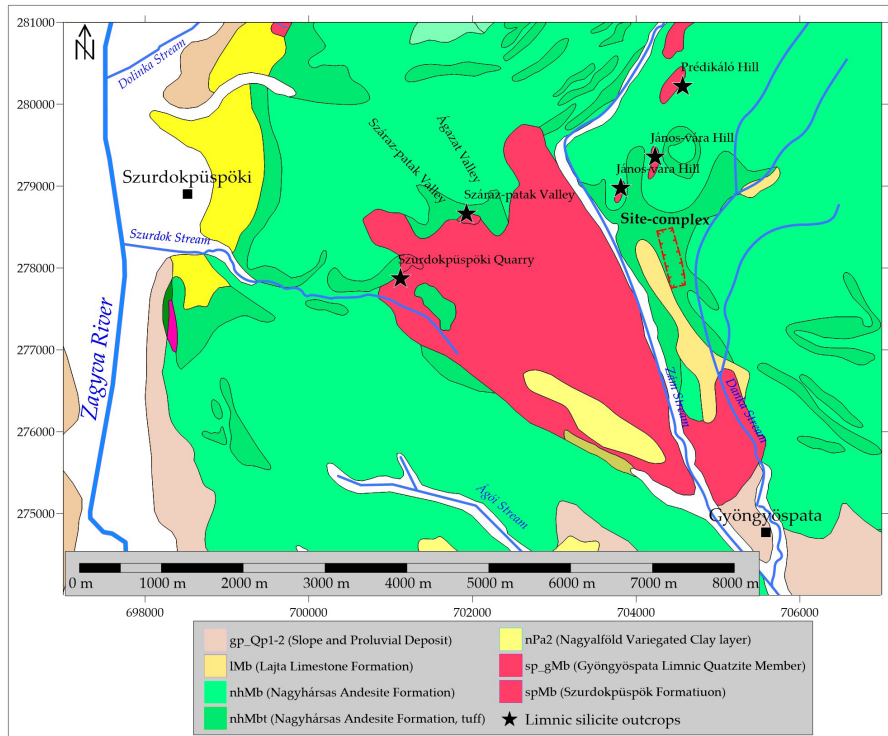 281000
280000
279000
278000
277000
276000
275000
N
Dolinka Stream
Szurdokpüspöki
Szurdok Stream
Zagyva River
Száraz-patak Valley
Ágazat Valley
Száraz-patak Valley
Szurdokpüspöki Quarry
Prédikáló Hill
János-vára Hill
János-vára Hill
Site-complex
Zám Stream
Danka Stream
Ágói Stream
Gyöngyöspata
0 m 1000 m 2000 m 3000 m 4000 m 5000 m 6000 m 7000 m 8000 m
698000 700000 702000 704000 706000
gp_Qp1-2 (Slope and Proluvial Deposit)
lMb (Lajta Limestone Formation)
nhMb (Nagyhársas Andesite Formation)
nhMbt (Nagyhársas Andesite Formation, tuff)
nPa2 (Nagyalföld Variegated Clay layer)
sp_gMb (Gyöngyöspata Limnic Quatzite Member)
spMb (Szurdokpüspök Formatiuon)
Limnic silicite outcrops